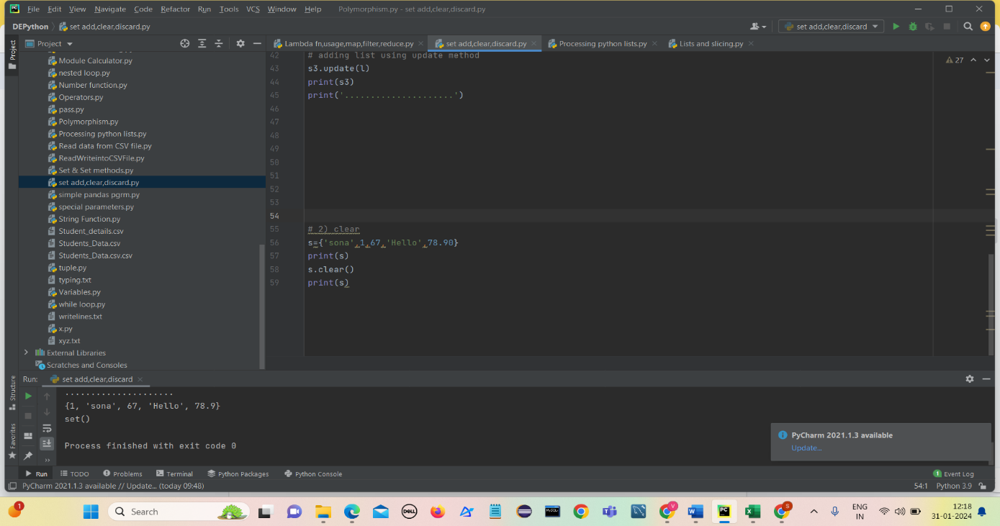 File Edit View Navigate Code Refactor Run Tools VCS Window Help Polymorphism.py - set add,clear,discard.py
DEPython set add,clear,discard.py
set add,clear,discard
Project
Project
Lambda fn,usage,map,filter,reduce.py
set add,clear,discard.py
Processing python lists.py
Lists and slicing.py
Module Calculator.py
nested loop.py
Number function.py
Operators.py
pass.py
Polymorphism.py
Processing python lists.py
Read data from CSV file.py
ReadWriteintoCSVFile.py
Set & Set methods.py
set add,clear,discard.py
simple pandas pgrm.py
special parameters.py
String Function.py
Student_details.csv
Students_Data.csv
Students_Data.csv.csv
tuple.py
typing.txt
Variables.py
while loop.py
writelines.txt
x.py
xyz.txt
External Libraries
Scratches and Consoles
42 # adding list using update method
43 s3.update(l)
44 print(s3)
45 print('.....................')
46
47
48
49
50
51
52
53
54
55 # 2) clear
56 s={'sona',1,67,'Hello',78.90}
57 print(s)
58 s.clear()
59 print(s)
27
Structure
Favorites
Run: set add,clear,discard
.....................
{1, 'sona', 67, 'Hello', 78.9}
set()
Process finished with exit code 0
PyCharm 2021.1.3 available
Update...
Run TODO Problems Terminal Python Packages Python Console 1 Event Log
PyCharm 2021.1.3 available // Update... (today 09:48) 54:1 Python 3.9
1
Search
DELL
MySQL
V
W
PC
X
S
ENG
IN
12:18
31-01-2024